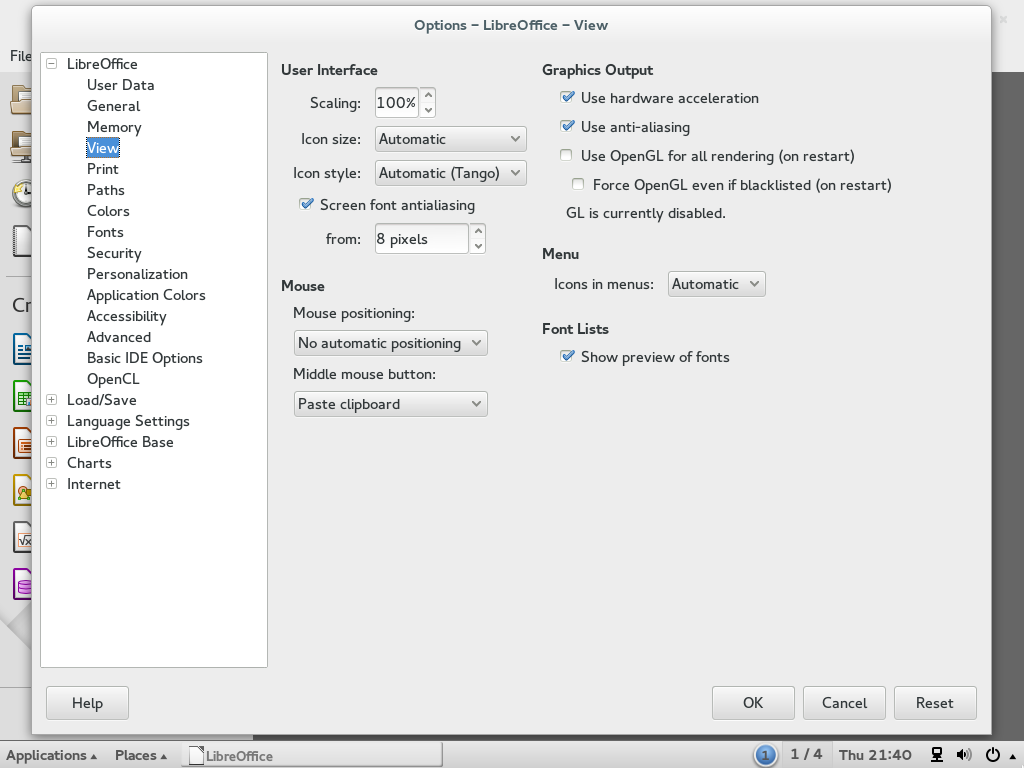 Options – LibreOffice – View
File
LibreOffice
User Data
General
Memory
View
Print
Paths
Colors
Fonts
Security
Personalization
Application Colors
Accessibility
Advanced
Basic IDE Options
OpenCL
Load/Save
Language Settings
LibreOffice Base
Charts
Internet
User Interface
Scaling: 100%
Icon size: Automatic
Icon style: Automatic (Tango)
Screen font antialiasing
from: 8 pixels
Mouse
Mouse positioning:
No automatic positioning
Middle mouse button:
Paste clipboard
Graphics Output
Use hardware acceleration
Use anti-aliasing
Use OpenGL for all rendering (on restart)
Force OpenGL even if blacklisted (on restart)
GL is currently disabled.
Menu
Icons in menus: Automatic
Font Lists
Show preview of fonts
Help OK Cancel Reset
Applications Places LibreOffice 1 1 / 4 Thu 21:40